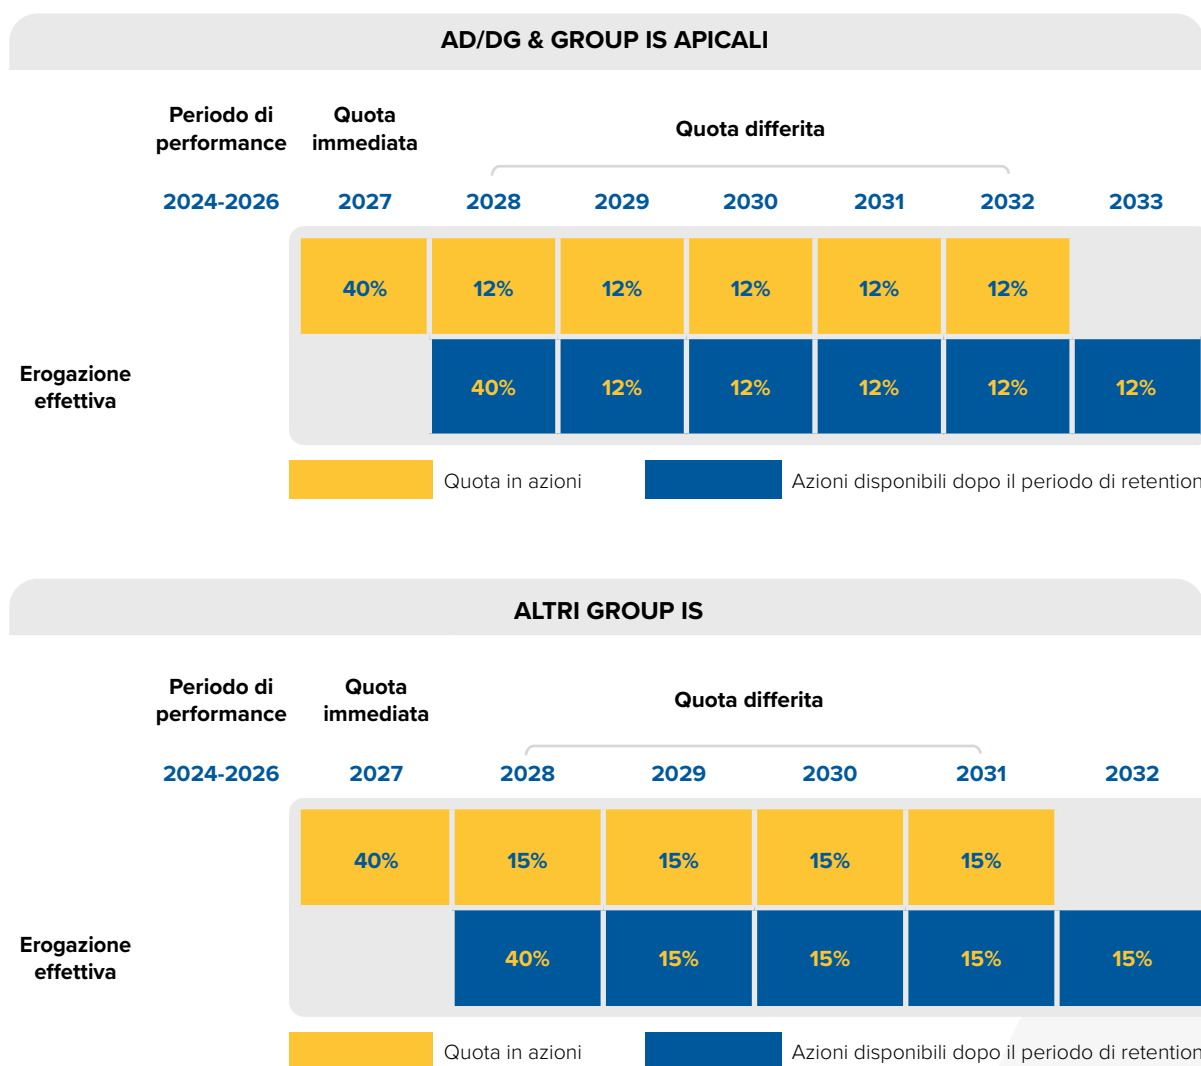 AD/DG & GROUP IS APICALI
Periodo di performance
Quota immediata
Quota differita
2024-2026 2027 2028 2029 2030 2031 2032 2033
40% 12% 12% 12% 12% 12%
Erogazione effettiva
40% 12% 12% 12% 12% 12%
Quota in azioni
Azioni disponibili dopo il periodo di retention
ALTRI GROUP IS
Periodo di performance
Quota immediata
Quota differita
2024-2026 2027 2028 2029 2030 2031 2032
40% 15% 15% 15% 15%
Erogazione effettiva
40% 15% 15% 15% 15%
Quota in azioni
Azioni disponibili dopo il periodo di retention